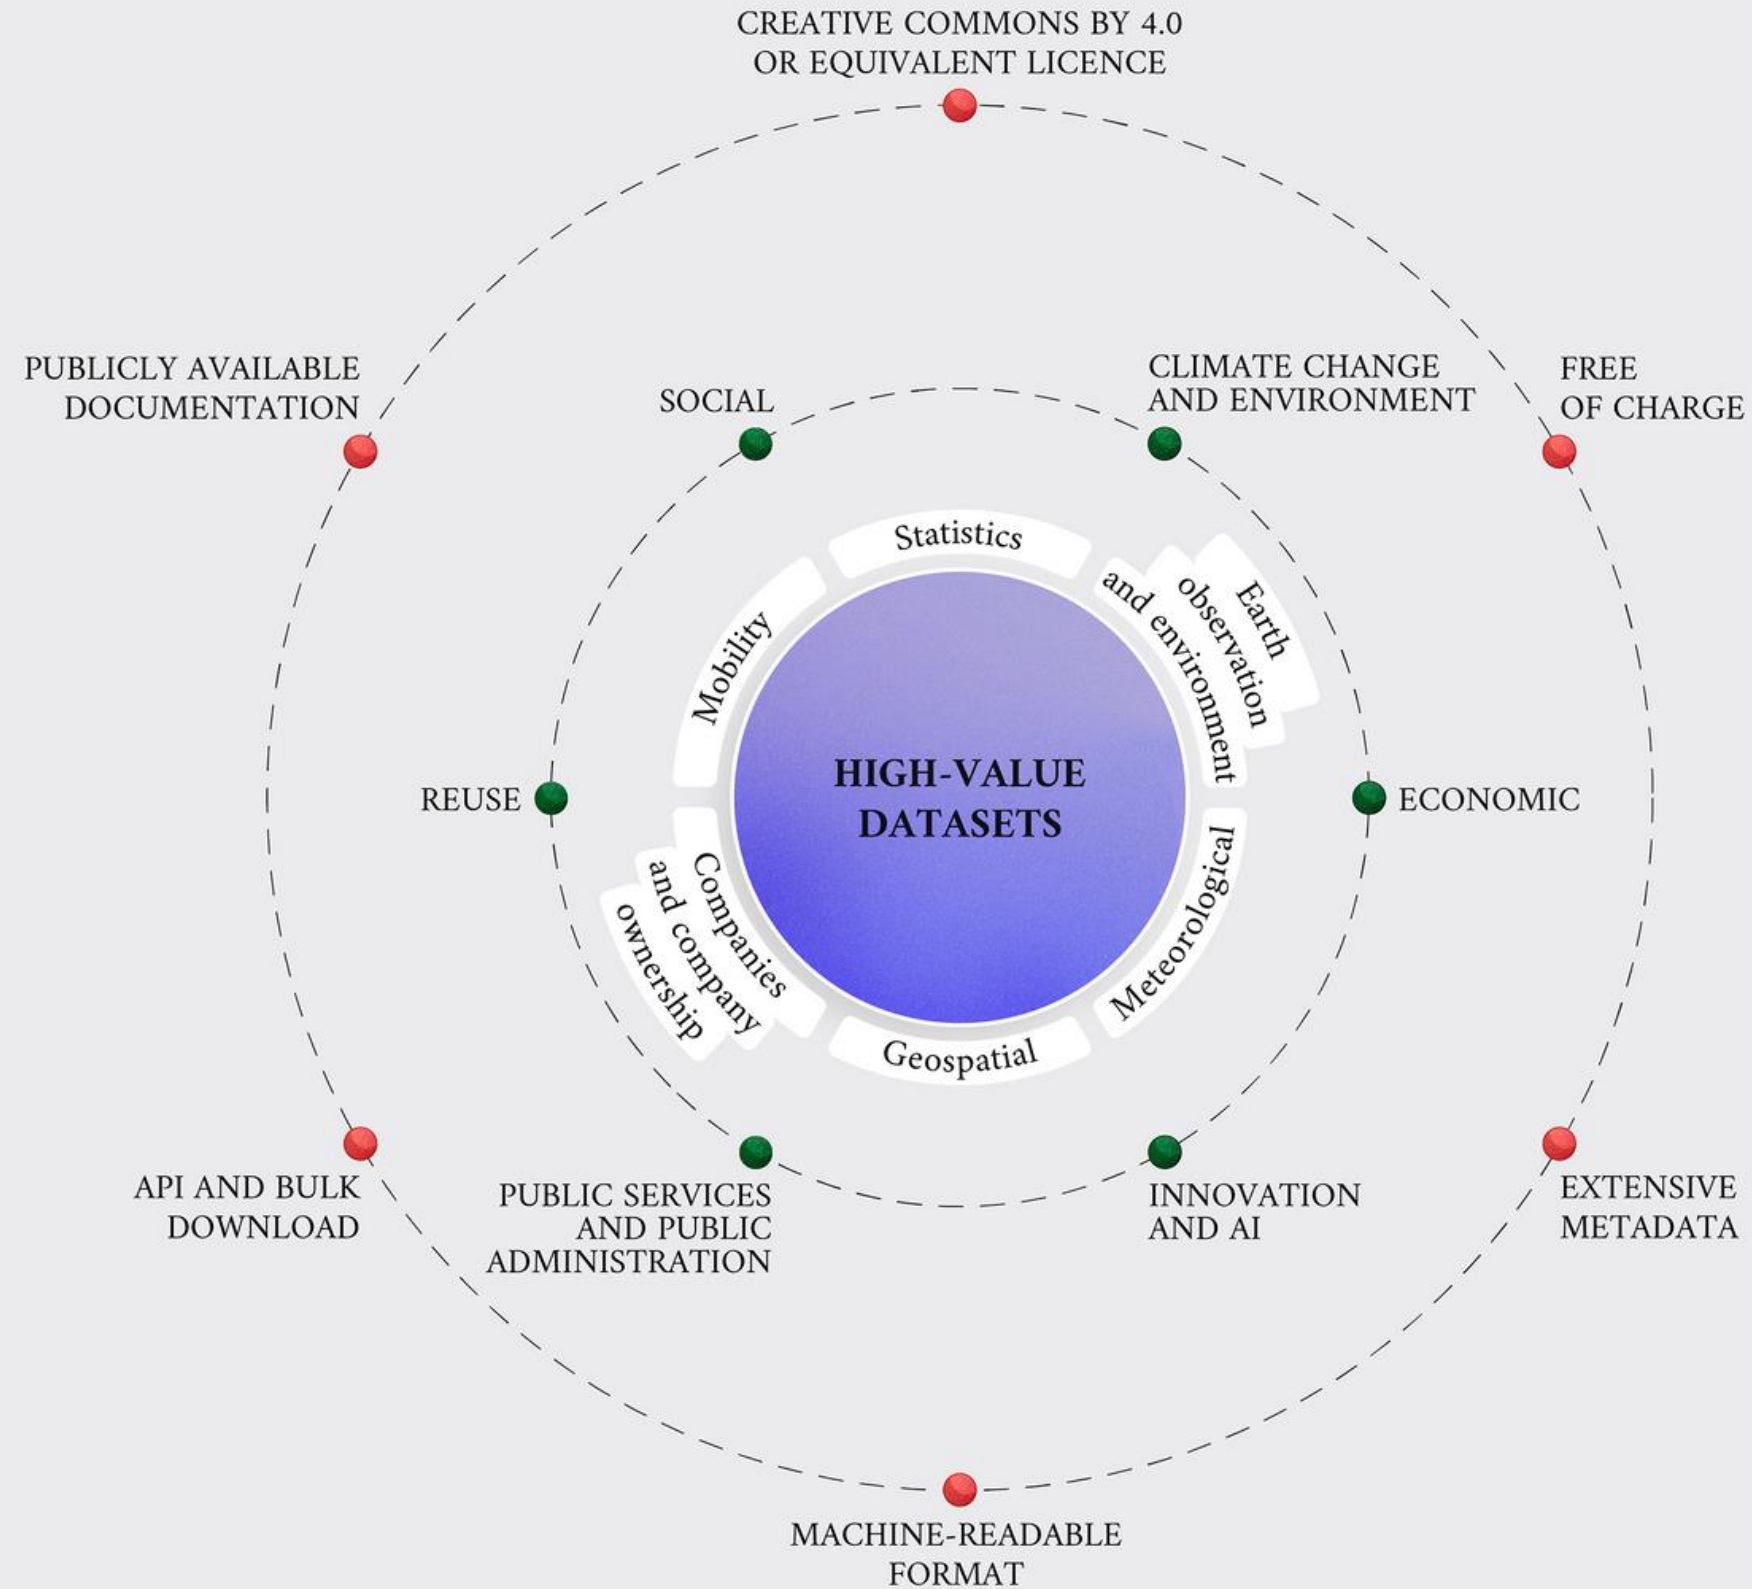 CREATIVE COMMONS BY 4.0
OR EQUIVALENT LICENCE
PUBLICLY AVAILABLE
DOCUMENTATION
FREE
OF CHARGE
SOCIAL
CLIMATE CHANGE
AND ENVIRONMENT
Statistics
Earth
observation
and environment
Mobility
HIGH-VALUE
DATASETS
REUSE
ECONOMIC
Companies
and company
ownership
Meteorological
Geospatial
API AND BULK
DOWNLOAD
PUBLIC SERVICES
AND PUBLIC
ADMINISTRATION
INNOVATION
AND AI
EXTENSIVE
METADATA
MACHINE-READABLE
FORMAT